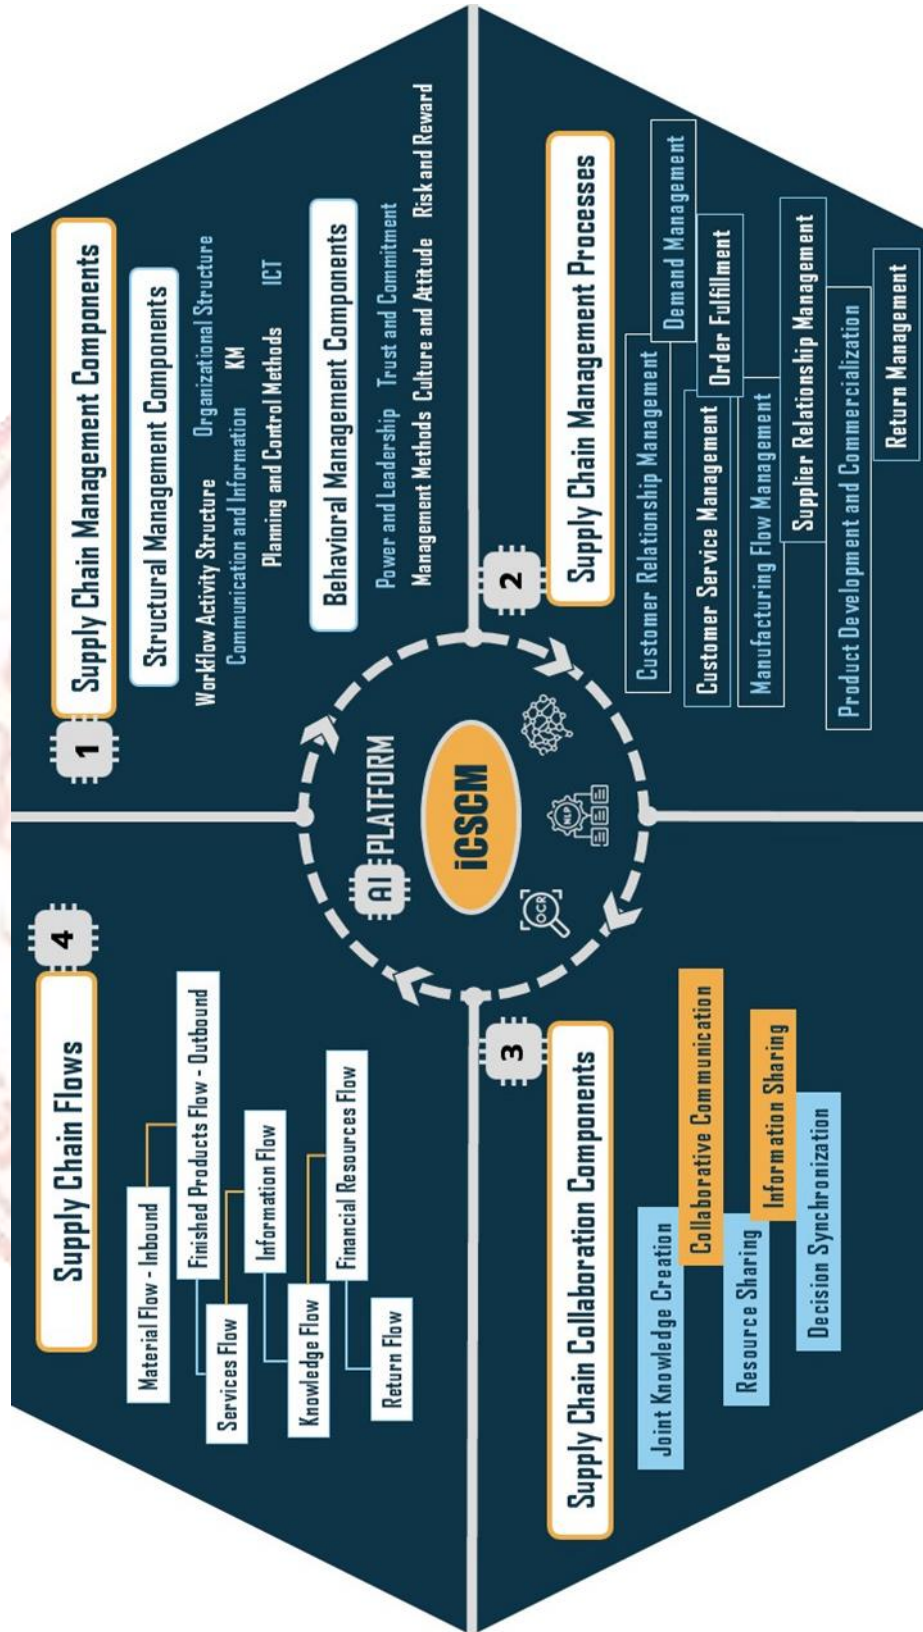 1
Supply Chain Management Components
Structural Management Components
Workflow Activity Structure
Organizational Structure
Communication and Information
KM
Planning and Control Methods
ICT
Behavioral Management Components
Power and Leadership
Trust and Commitment
Management Methods
Culture and Attitude
Risk and Reward
2
Supply Chain Management Processes
Customer Relationship Management
Demand Management
Customer Service Management
Order Fulfillment
Manufacturing Flow Management
Supplier Relationship Management
Product Development and Commercialization
Return Management
3
Supply Chain Collaboration Components
Joint Knowledge Creation
Collaborative Communication
Resource Sharing
Information Sharing
Decision Synchronization
4
Supply Chain Flows
Material Flow - Inbound
Finished Products Flow - Outbound
Services Flow
Information Flow
Knowledge Flow
Financial Resources Flow
Return Flow
AI PLATFORM
iCSCM
OCR
NLP